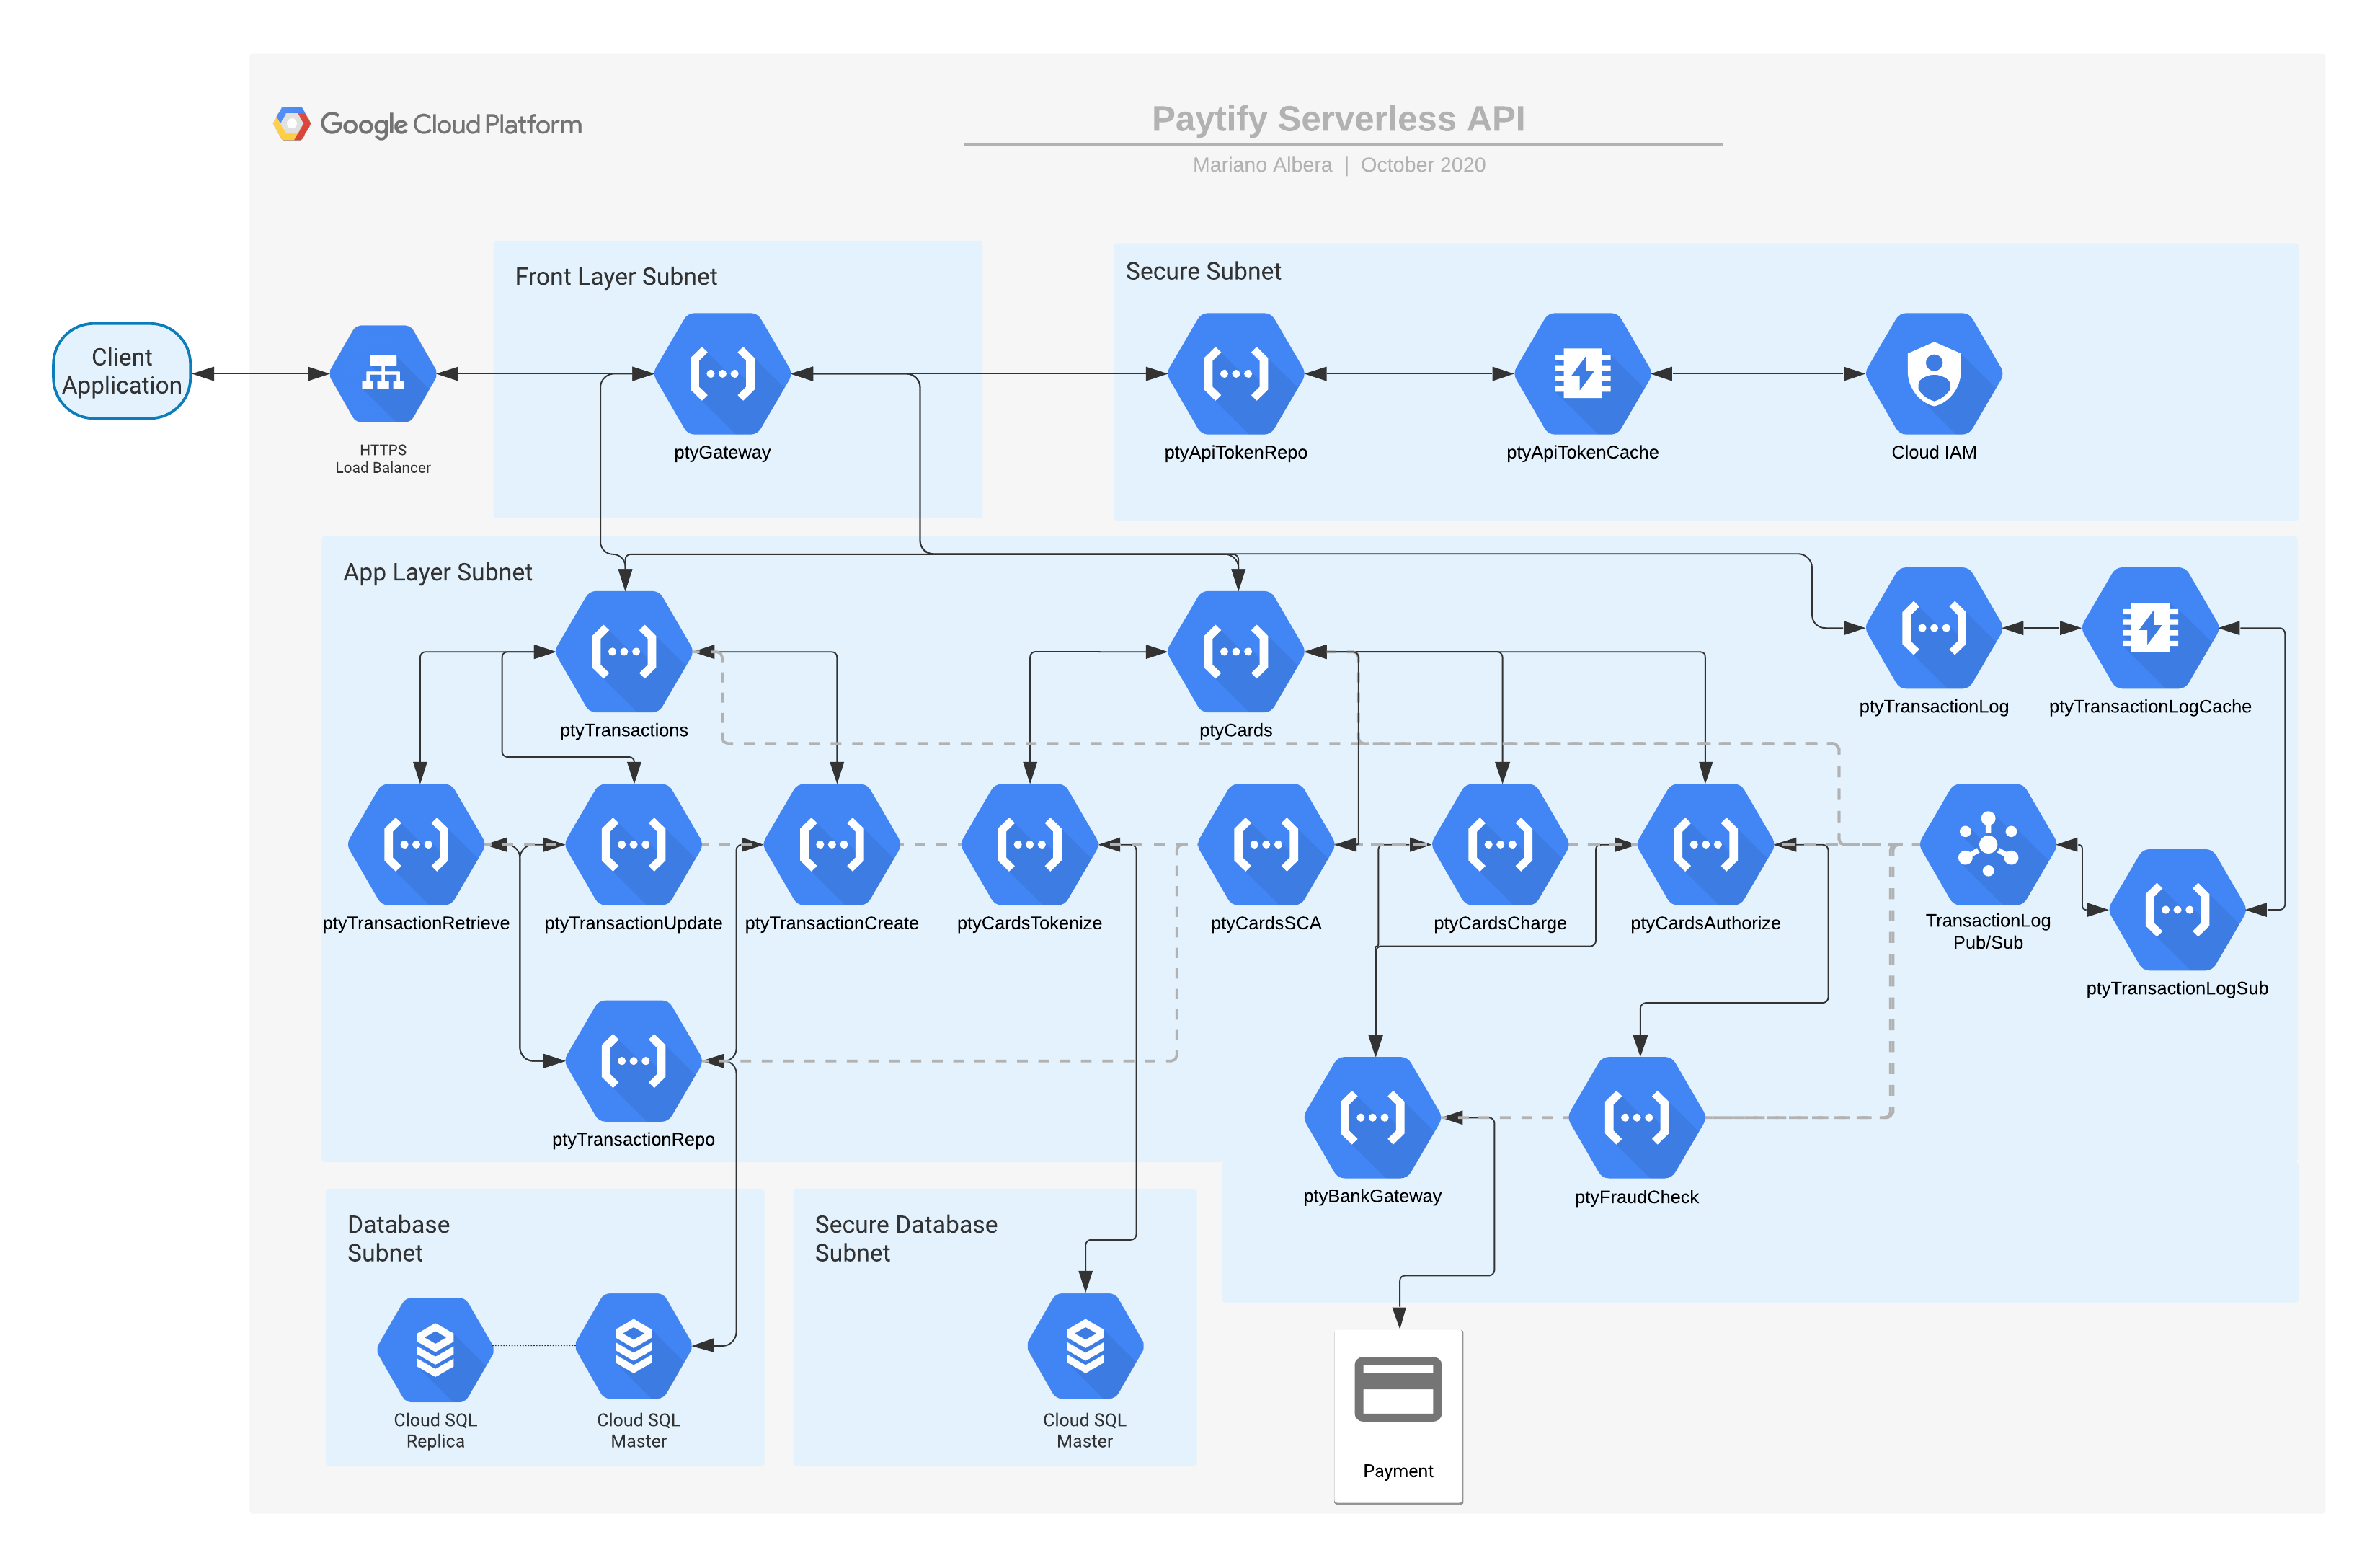 Google Cloud Platform
Paytify Serverless API
Mariano Albera | October 2020
Front Layer Subnet
Secure Subnet
Client
Application
HTTPS
Load Balancer
ptyGateway
ptyApiTokenRepo
ptyApiTokenCache
Cloud IAM
App Layer Subnet
ptyTransactions
ptyCards
ptyTransactionLog
ptyTransactionLogCache
ptyTransactionRetrieve
ptyTransactionUpdate
ptyTransactionCreate
ptyCardsTokenize
ptyCardsSCA
ptyCardsCharge
ptyCardsAuthorize
TransactionLog
Pub/Sub
ptyTransactionLogSub
ptyTransactionRepo
ptyBankGateway
ptyFraudCheck
Database
Subnet
Secure Database
Subnet
Cloud SQL
Replica
Cloud SQL
Master
Cloud SQL
Master
Payment